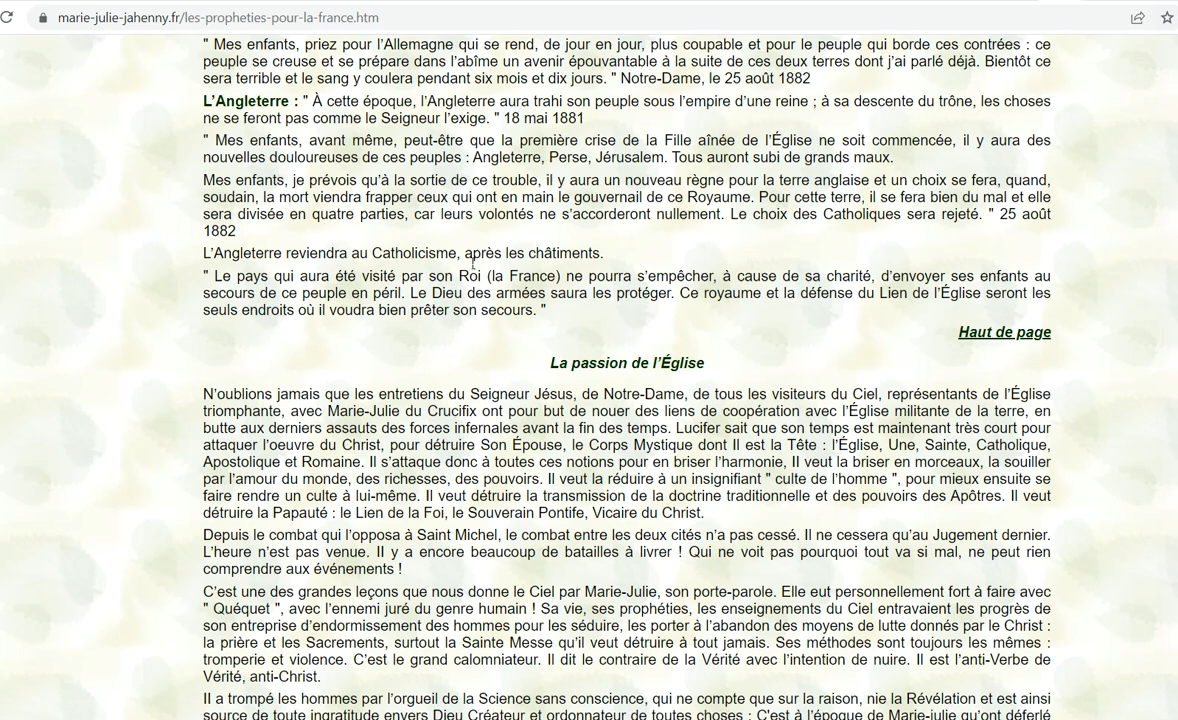 marie-julie-jahenny.fr/les-propheties-pour-la-france.htm
" Mes enfants, priez pour l'Allemagne qui se rend, de jour en jour, plus coupable et pour le peuple qui borde ces contrées : ce
peuple se creuse et se prépare dans l'abîme un avenir épouvantable à la suite de ces deux terres dont j'ai parlé déjà. Bientôt ce
sera terrible et le sang y coulera pendant six mois et dix jours. " Notre-Dame, le 25 août 1882
L'Angleterre : " À cette époque, l'Angleterre aura trahi son peuple sous l'empire d'une reine ; à sa descente du trône, les choses
ne se feront pas comme le Seigneur l'exige. " 18 mai 1881
" Mes enfants, avant même, peut-être que la première crise de la Fille aînée de l'Église ne soit commencée, il y aura des
nouvelles douloureuses de ces peuples : Angleterre, Perse, Jérusalem. Tous auront subi de grands maux.
Mes enfants, je prévois qu'à la sortie de ce trouble, il y aura un nouveau règne pour la terre anglaise et un choix se fera, quand,
soudain, la mort viendra frapper ceux qui ont en main le gouvernail de ce Royaume. Pour cette terre, il se fera bien du mal et elle
sera divisée en quatre parties, car leurs volontés ne s'accorderont nullement. Le choix des Catholiques sera rejeté. " 25 août
1882
L'Angleterre reviendra au Catholicisme, après les châtiments.
" Le pays qui aura été visité par son Roi (la France) ne pourra s'empêcher, à cause de sa charité, d'envoyer ses enfants au
secours de ce peuple en péril. Le Dieu des armées saura les protéger. Ce royaume et la défense du Lien de l'Église seront les
seuls endroits où il voudra bien prêter son secours. "
Haut de page
La passion de l'Église
N'oublions jamais que les entretiens du Seigneur Jésus, de Notre-Dame, de tous les visiteurs du Ciel, représentants de l'Église
triomphante, avec Marie-Julie du Crucifix ont pour but de nouer des liens de coopération avec l'Église militante de la terre, en
butte aux derniers assauts des forces infernales avant la fin des temps. Lucifer sait que son temps est maintenant très court pour
attaquer l'oeuvre du Christ, pour détruire Son Épouse, le Corps Mystique dont Il est la Tête : l'Église, Une, Sainte, Catholique,
Apostolique et Romaine. Il s'attaque donc à toutes ces notions pour en briser l'harmonie, II veut la briser en morceaux, la souiller
par l'amour du monde, des richesses, des pouvoirs. Il veut la réduire à un insignifiant " culte de l'homme ", pour mieux ensuite se
faire rendre un culte à lui-même. Il veut détruire la transmission de la doctrine traditionnelle et des pouvoirs des Apôtres. Il veut
détruire la Papauté : le Lien de la Foi, le Souverain Pontife, Vicaire du Christ.
Depuis le combat qui l'opposa à Saint Michel, le combat entre les deux cités n'a pas cessé. Il ne cessera qu'au Jugement dernier.
L'heure n'est pas venue. II y a encore beaucoup de batailles à livrer ! Qui ne voit pas pourquoi tout va si mal, ne peut rien
comprendre aux événements !
C'est une des grandes leçons que nous donne le Ciel par Marie-Julie, son porte-parole. Elle eut personnellement fort à faire avec
" Quéquet ", avec l'ennemi juré du genre humain ! Sa vie, ses prophéties, les enseignements du Ciel entravaient les progrès de
son entreprise d'endormissement des hommes pour les séduire, les porter à l'abandon des moyens de lutte donnés par le Christ :
la prière et les Sacrements, surtout la Sainte Messe qu'il veut détruire à tout jamais. Ses méthodes sont toujours les mêmes :
tromperie et violence. C'est le grand calomniateur. Il dit le contraire de la Vérité avec l'intention de nuire. Il est l'anti-Verbe de
Vérité, anti-Christ.
II a trompé les hommes par l'orgueil de la Science sans conscience, qui ne compte que sur la raison, nie la Révélation et est ainsi
source de toute ingratitude envers Dieu Créateur et ordonnateur de toutes choses : C'est à l'époque de Marie-julie qu'ont déferlé